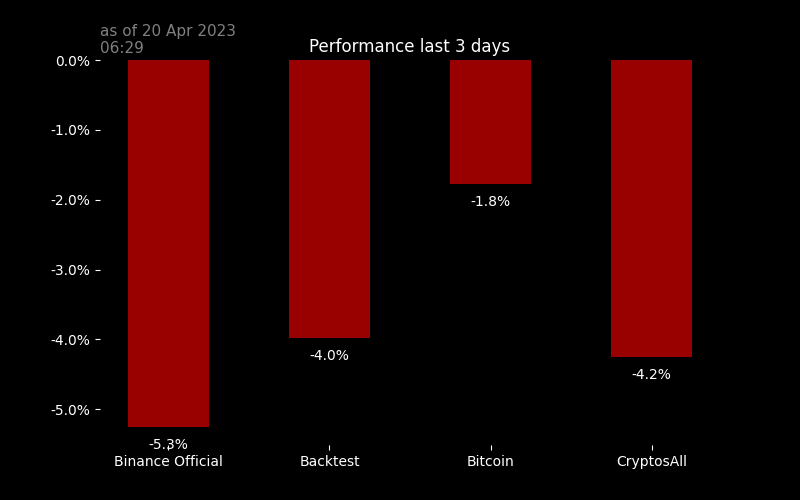 as of 20 Apr 2023
06:29
Performance last 3 days
0.0%
-1.0%
-2.0%
-3.0%
-4.0%
-5.0%
-5.3%
-4.0%
-1.8%
-4.2%
Binance Official
Backtest
Bitcoin
CryptosAll